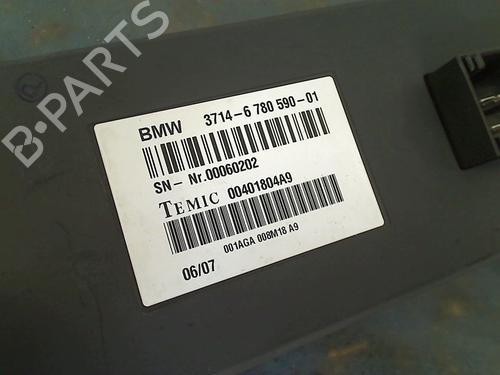 BMW 3714-6 780 590-01
SN- Nr.00060202
TEMIC 00401804A9
001AGA 008M18 A9
06/07
B-PARTS